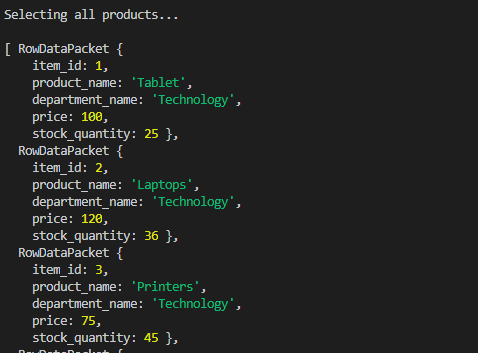 Selecting all products...
[ RowDataPacket {
item_id: 1,
product_name: 'Tablet',
department_name: 'Technology',
price: 100,
stock_quantity: 25 },
RowDataPacket {
item_id: 2,
product_name: 'Laptops',
department_name: 'Technology',
price: 120,
stock_quantity: 36 },
RowDataPacket {
item_id: 3,
product_name: 'Printers',
department_name: 'Technology',
price: 75,
stock_quantity: 45 },
RowDataPacket {